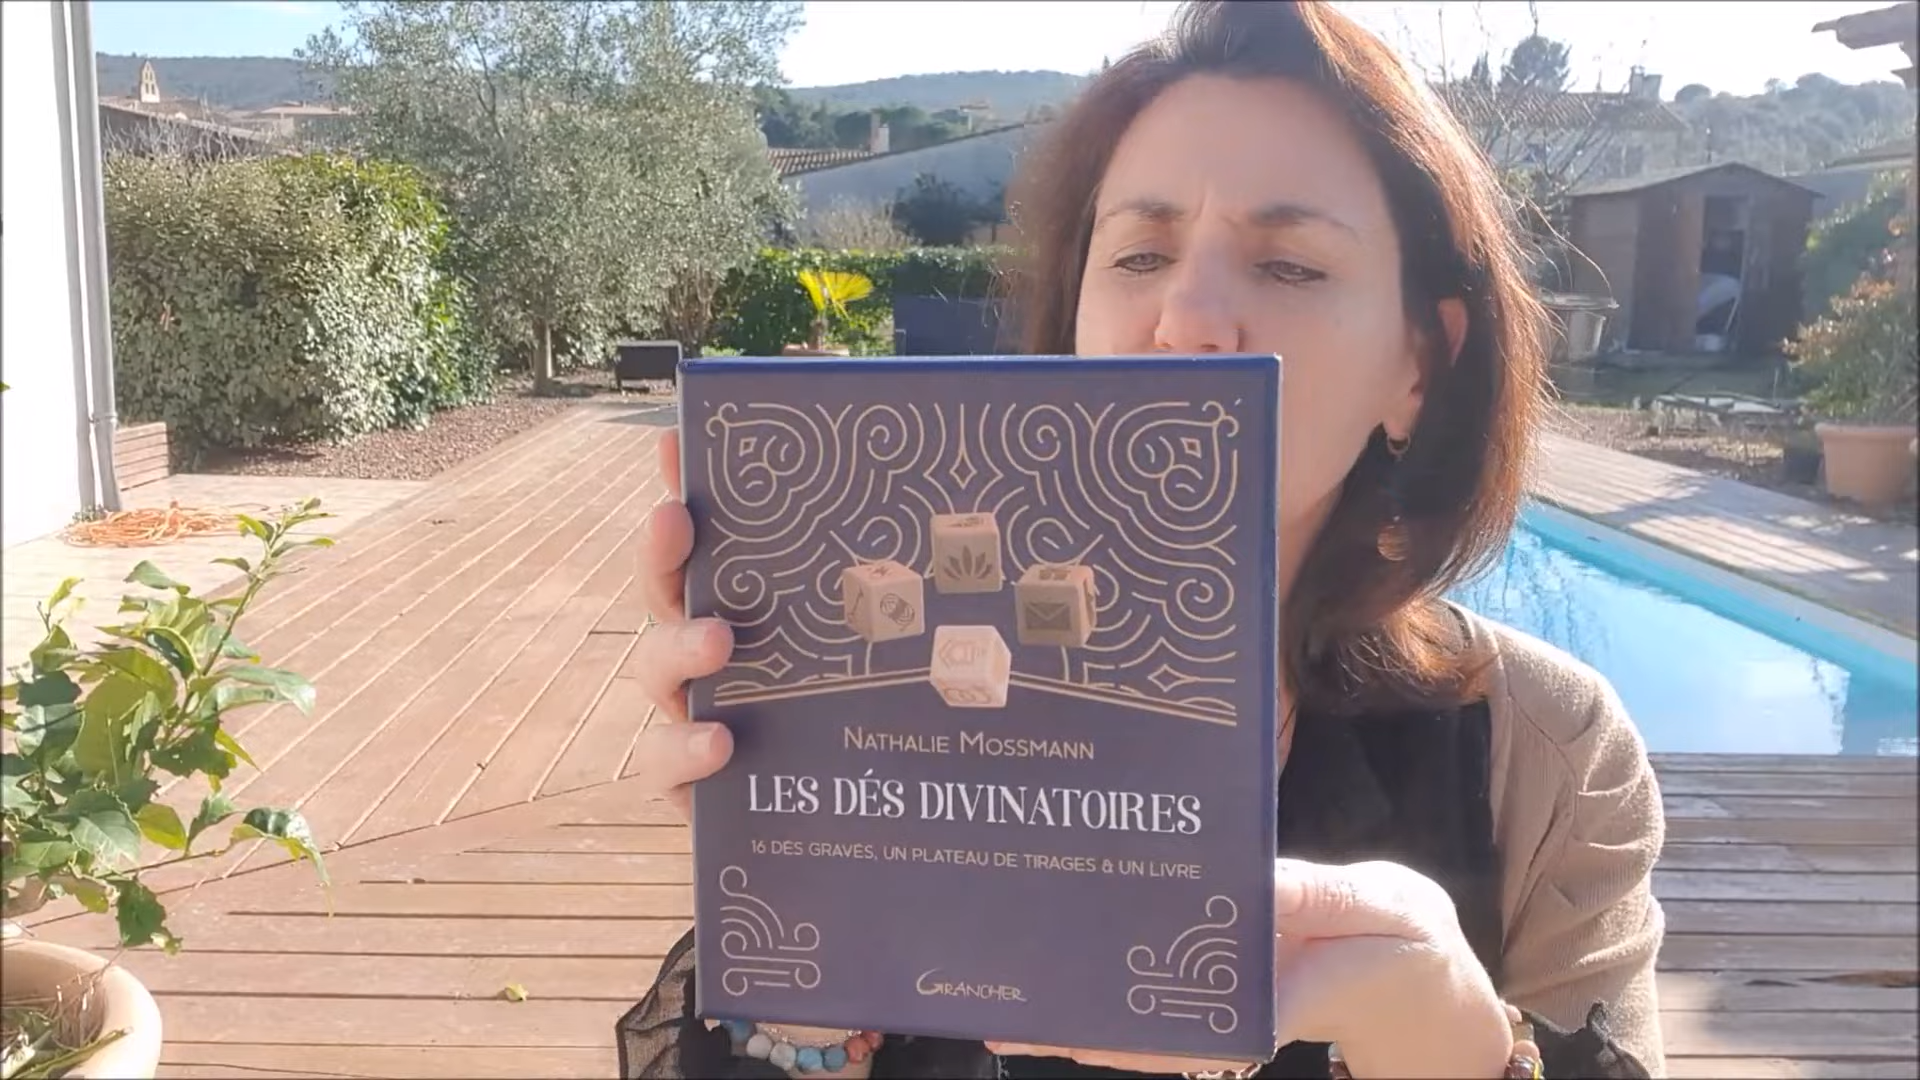 NATHALIE MOSSMANN
LES DÉS DIVINATOIRES
16 DÉS GRAVÉS, UN PLATEAU DE TIRAGES & UN LIVRE
GRANCHER